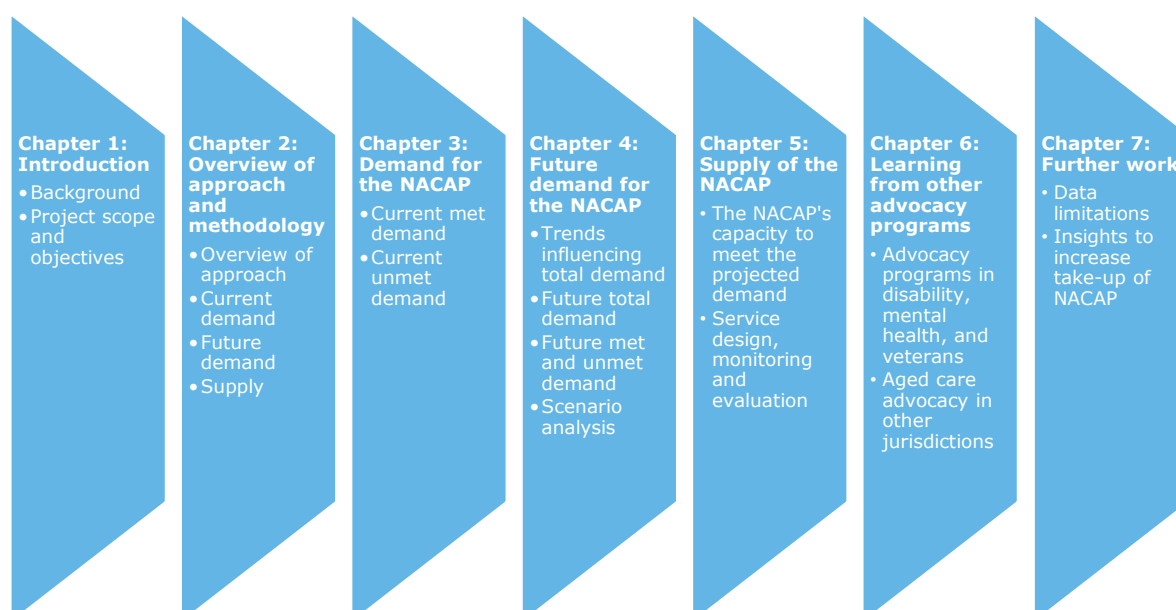 Chapter 1:
Introduction
•Background
•Project scope
and
objectives
Chapter 2:
Overview of
approach
and
methodology
•Overview of
approach
•Current
demand
•Future
demand
•Supply
Chapter 3:
Demand for
the NACAP
•Current met
demand
•Current
unmet
demand
Chapter 4:
Future
demand for
the NACAP
•Trends
influencing
total demand
•Future total
demand
•Future met
and unmet
demand
•Scenario
analysis
Chapter 5:
Supply of the
NACAP
• The NACAP's
capacity to
meet the
projected
demand
• Service
design,
monitoring
and
evaluation
Chapter 6:
Learning
from other
advocacy
programs
• Advocacy
programs in
disability,
mental
health, and
veterans
• Aged care
advocacy in
other
jurisdictions
Chapter 7:
Further work
• Data
limitations
• Insights to
increase
take-up of
NACAP